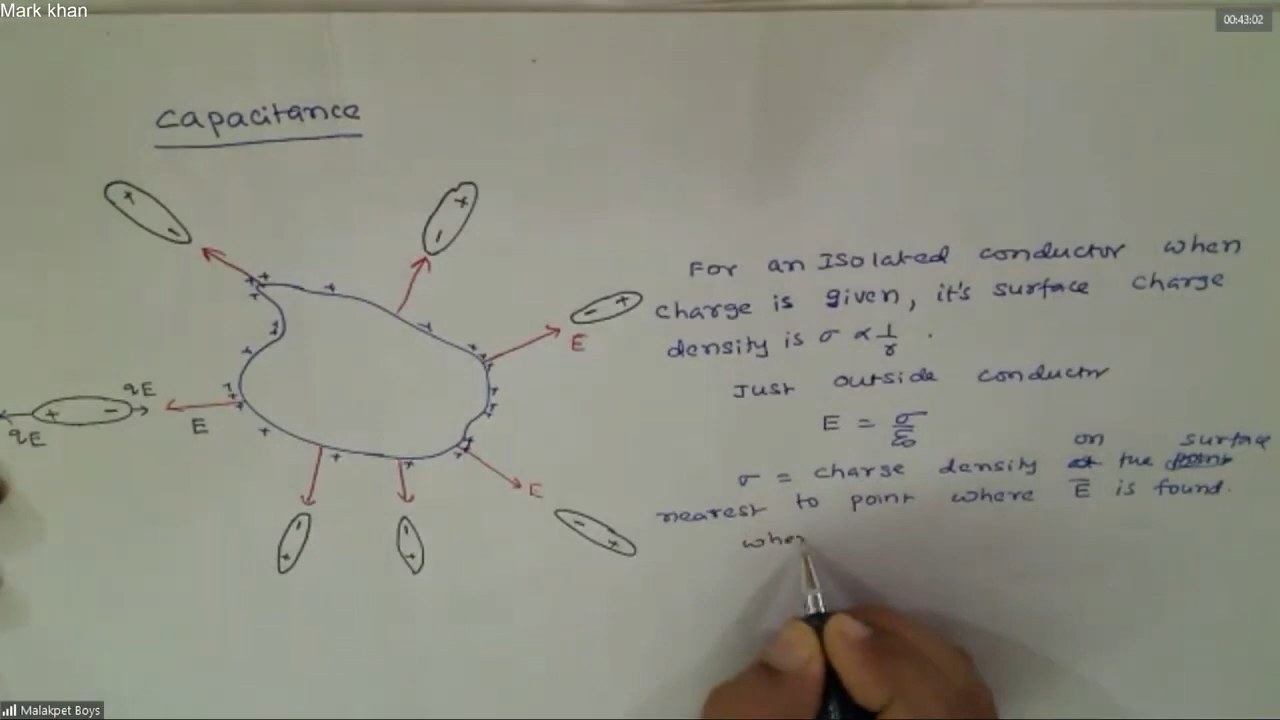 Mark khan
00:43:02
Capacitance
For an Isolated conductor when
charge is given, it's surface charge
density is σ ∝ 1/r .
Just outside conductor
E = σ/ε₀
σ = charge density on the surface
nearest to point where E̅ is found.
whe
E
E
E
qE
qE
+ -
Malakpet Boys